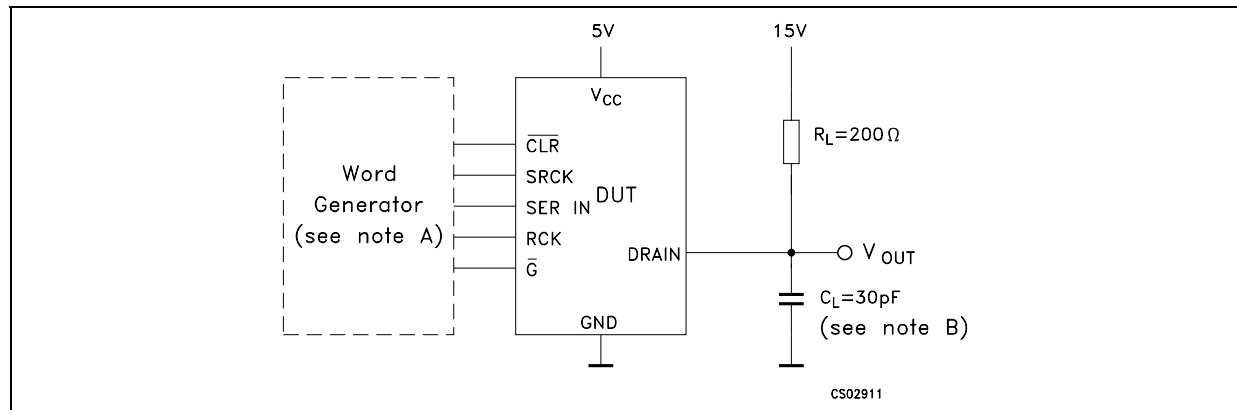 5V
15V
V_CC
R_L=200Ω
C̅L̅R̅
SRCK
SER IN
RCK
G̅
DUT
Word
Generator
(see note A)
DRAIN
V_OUT
C_L=30pF
(see note B)
GND
CS02911